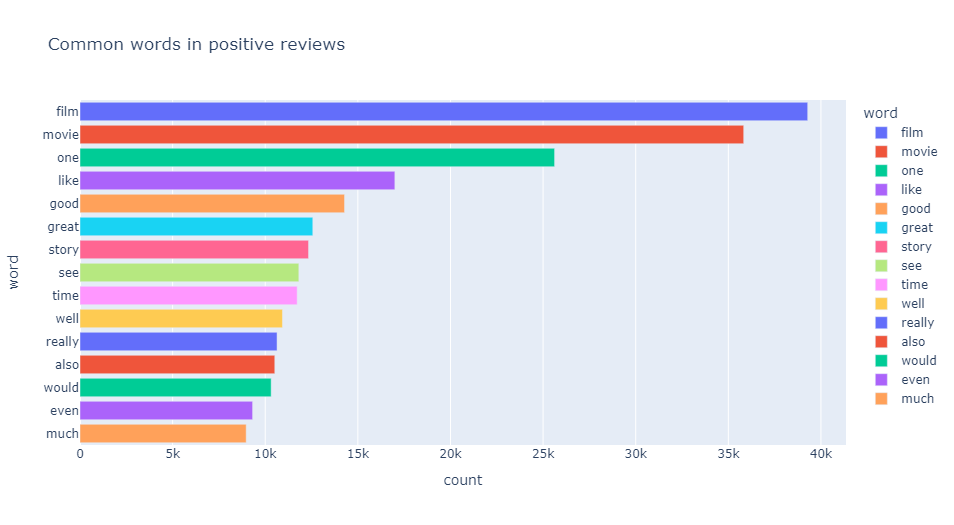 Common words in positive reviews
word
film
movie
one
like
good
great
story
see
time
well
really
also
would
even
much
0 5k 10k 15k 20k 25k 30k 35k 40k
count
word
film
movie
one
like
good
great
story
see
time
well
really
also
would
even
much